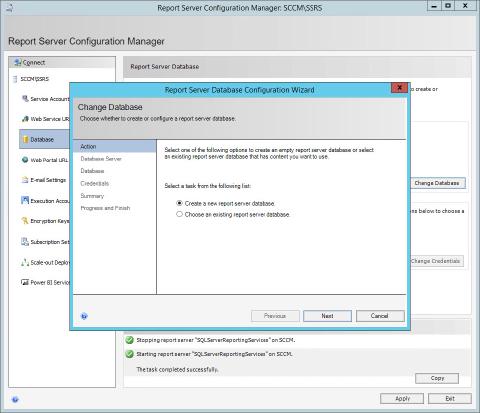 Report Server Configuration Manager: SCCM\SSRS
Report Server Configuration Manager
Connect
SCCM\SSRS
Service Account
Web Service UR
Database
Web Portal URL
E-mail Settings
Execution Accou
Encryption Keys
Subscription Set
Scale-out Deploy
Power BI Service
Report Server Database
to create or
Change Database
ns below to choose a
Change Credentials
Report Server Database Configuration Wizard
Change Database
Choose whether to create or configure a report server database.
Action
Database Server
Database
Credentials
Summary
Progress and Finish
Select one of the following options to create an empty report server database or select
an existing report server database that has content you want to use.
Select a task from the following list:
Create a new report server database.
Choose an existing report server database.
Previous
Next
Cancel
Stopping report server "SQLServerReportingServices" on SCCM.
Starting report server "SQLServerReportingServices" on SCCM.
The task completed successfully.
Copy
Apply
Exit